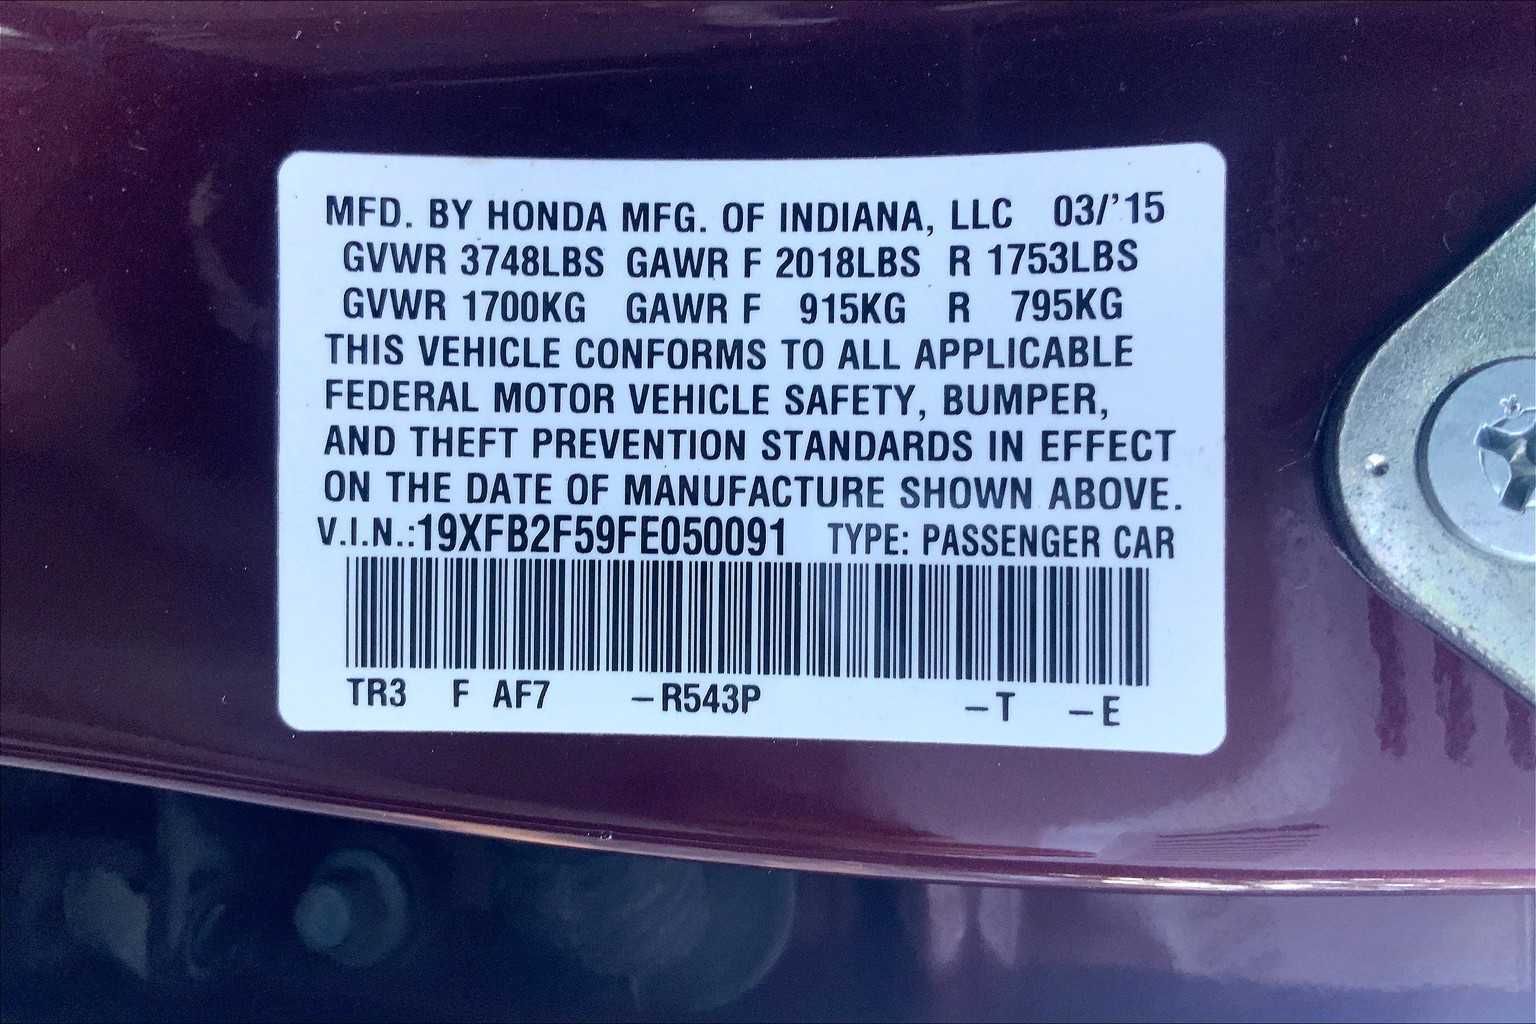 MFD. BY HONDA MFG. OF INDIANA, LLC 03/'15
GVWR 3748LBS GAWR F 2018LBS R 1753LBS
GVWR 1700KG GAWR F 915KG R 795KG
THIS VEHICLE CONFORMS TO ALL APPLICABLE
FEDERAL MOTOR VEHICLE SAFETY, BUMPER,
AND THEFT PREVENTION STANDARDS IN EFFECT
ON THE DATE OF MANUFACTURE SHOWN ABOVE.
V.I.N.:19XFB2F59FE050091 TYPE: PASSENGER CAR
TR3 F AF7 –R543P –T –E